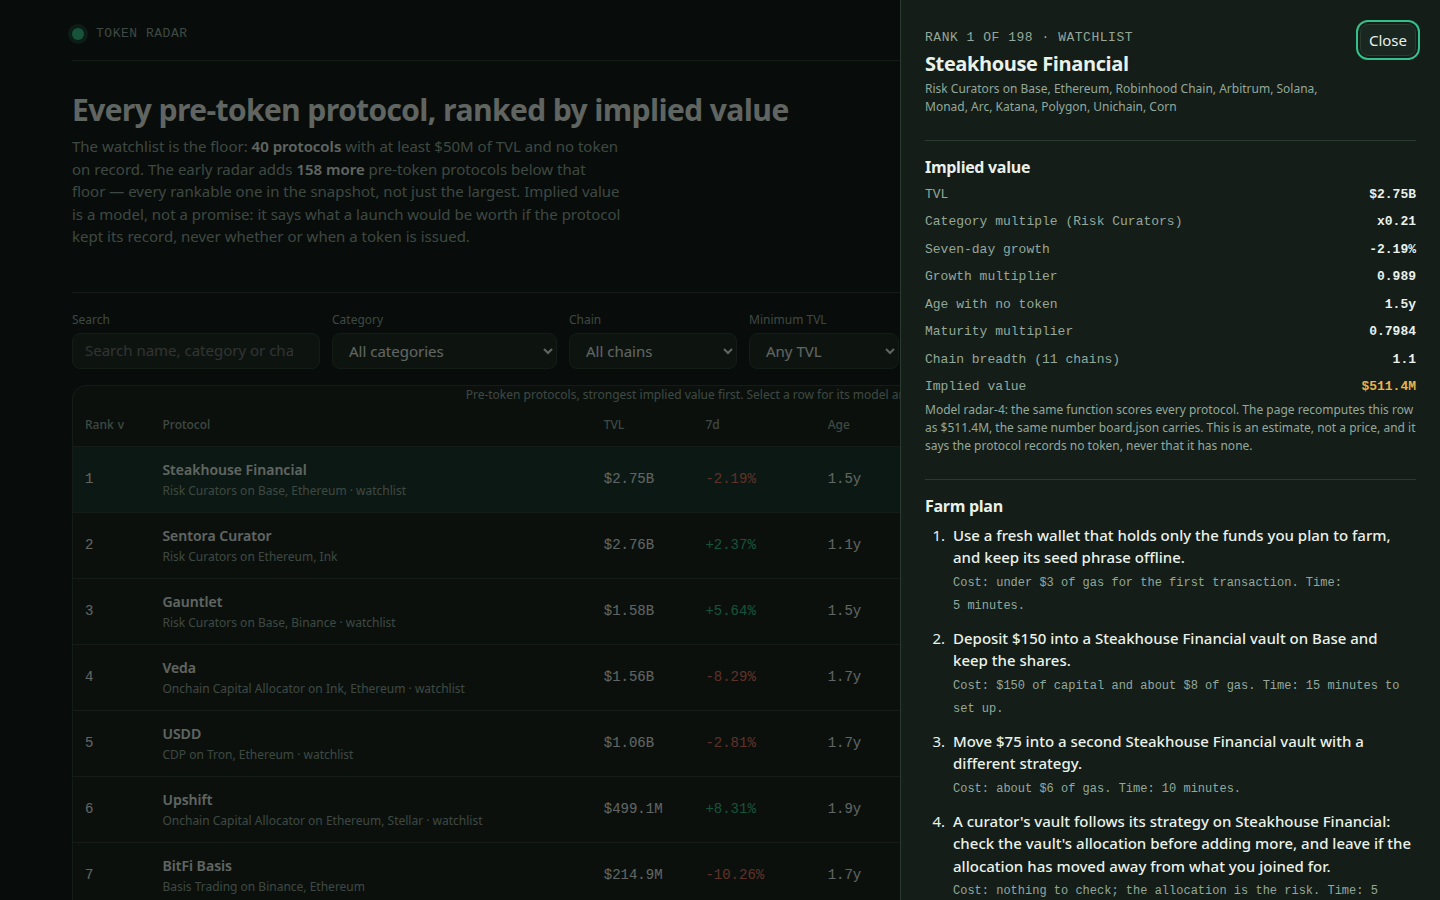 TOKEN RADAR
Every pre-token protocol, ranked by implied value
The watchlist is the floor: 40 protocols with at least $50M of TVL and no token
on record. The early radar adds 158 more pre-token protocols below that
floor — every rankable one in the snapshot, not just the largest. Implied value
is a model, not a promise: it says what a launch would be worth if the protocol
kept its record, never whether or when a token is issued.
Search Category Chain Minimum TVL
Search name, category or cha All categories All chains Any TVL
Pre-token protocols, strongest implied value first. Select a row for its model a
Rank v Protocol TVL 7d Age
1 Steakhouse Financial $2.75B -2.19% 1.5y
Risk Curators on Base, Ethereum · watchlist
2 Sentora Curator $2.76B +2.37% 1.1y
Risk Curators on Ethereum, Ink
3 Gauntlet $1.58B +5.64% 1.5y
Risk Curators on Base, Binance · watchlist
4 Veda $1.56B -8.29% 1.7y
Onchain Capital Allocator on Ink, Ethereum · watchlist
5 USDD $1.06B -2.81% 1.7y
CDP on Tron, Ethereum · watchlist
6 Upshift $499.1M +8.31% 1.9y
Onchain Capital Allocator on Ethereum, Stellar · watchlist
7 BitFi Basis $214.9M -10.26% 1.7y
Basis Trading on Binance, Ethereum
RANK 1 OF 198 · WATCHLIST
Close
Steakhouse Financial
Risk Curators on Base, Ethereum, Robinhood Chain, Arbitrum, Solana,
Monad, Arc, Katana, Polygon, Unichain, Corn
Implied value
TVL $2.75B
Category multiple (Risk Curators) x0.21
Seven-day growth -2.19%
Growth multiplier 0.989
Age with no token 1.5y
Maturity multiplier 0.7984
Chain breadth (11 chains) 1.1
Implied value $511.4M
Model radar-4: the same function scores every protocol. The page recomputes this row
as $511.4M, the same number board.json carries. This is an estimate, not a price, and it
says the protocol records no token, never that it has none.
Farm plan
1. Use a fresh wallet that holds only the funds you plan to farm,
and keep its seed phrase offline.
Cost: under $3 of gas for the first transaction. Time:
5 minutes.
2. Deposit $150 into a Steakhouse Financial vault on Base and
keep the shares.
Cost: $150 of capital and about $8 of gas. Time: 15 minutes to
set up.
3. Move $75 into a second Steakhouse Financial vault with a
different strategy.
Cost: about $6 of gas. Time: 10 minutes.
4. A curator's vault follows its strategy on Steakhouse Financial:
check the vault's allocation before adding more, and leave if the
allocation has moved away from what you joined for.
Cost: nothing to check; the allocation is the risk. Time: 5